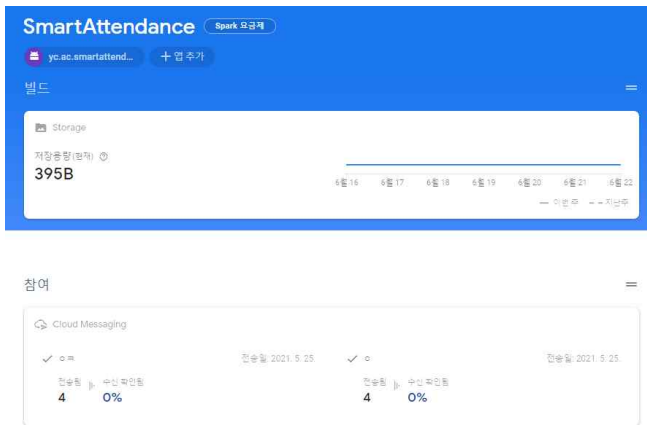 SmartAttendance Spark 요금제
yc.ac.smartattend... + 앱 추가
빌드
Storage
저장용량(현재)
395B
6월 16 6월 17 6월 18 6월 19 6월 20 6월 21 6월 22
이번 주 지난주
참여
Cloud Messaging
ㅇㅋ 전송일: 2021. 5. 25. ㅇ 전송일: 2021. 5. 25.
전송됨 수신 확인됨 전송됨 수신 확인됨
4 0% 4 0%